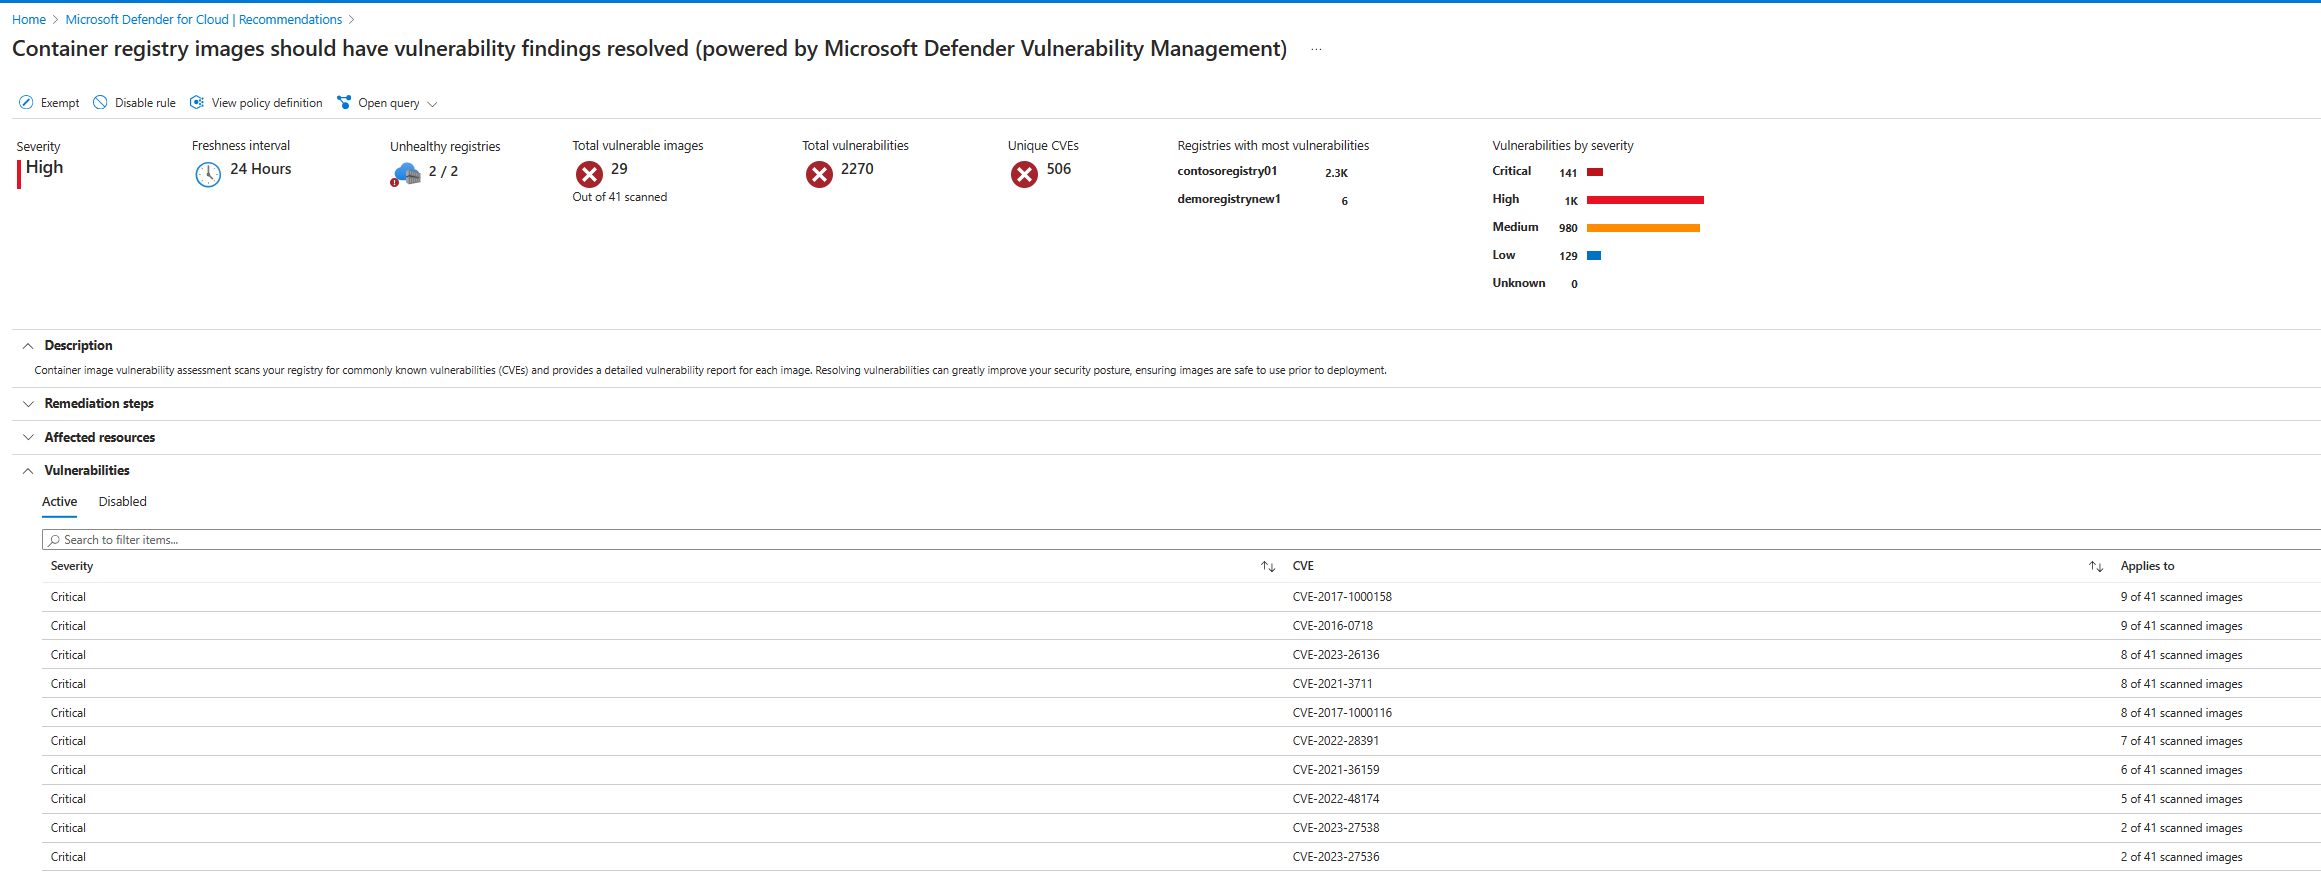 Home > Microsoft Defender for Cloud | Recommendations >
Container registry images should have vulnerability findings resolved (powered by Microsoft Defender Vulnerability Management) ...
Exempt Disable rule View policy definition Open query
Severity
High
Freshness interval
24 Hours
Unhealthy registries
2 / 2
Total vulnerable images
29
Out of 41 scanned
Total vulnerabilities
2270
Unique CVEs
506
Registries with most vulnerabilities
contosoregistry01 2.3K
demoregistrynew1 6
Vulnerabilities by severity
Critical 141
High 1K
Medium 980
Low 129
Unknown 0
Description
Container image vulnerability assessment scans your registry for commonly known vulnerabilities (CVEs) and provides a detailed vulnerability report for each image. Resolving vulnerabilities can greatly improve your security posture, ensuring images are safe to use prior to deployment.
Remediation steps
Affected resources
Vulnerabilities
Active Disabled
Search to filter items...
Severity CVE Applies to
Critical CVE-2017-1000158 9 of 41 scanned images
Critical CVE-2016-0718 9 of 41 scanned images
Critical CVE-2023-26136 8 of 41 scanned images
Critical CVE-2021-3711 8 of 41 scanned images
Critical CVE-2017-1000116 8 of 41 scanned images
Critical CVE-2022-28391 7 of 41 scanned images
Critical CVE-2021-36159 6 of 41 scanned images
Critical CVE-2022-48174 5 of 41 scanned images
Critical CVE-2023-27538 2 of 41 scanned images
Critical CVE-2023-27536 2 of 41 scanned images